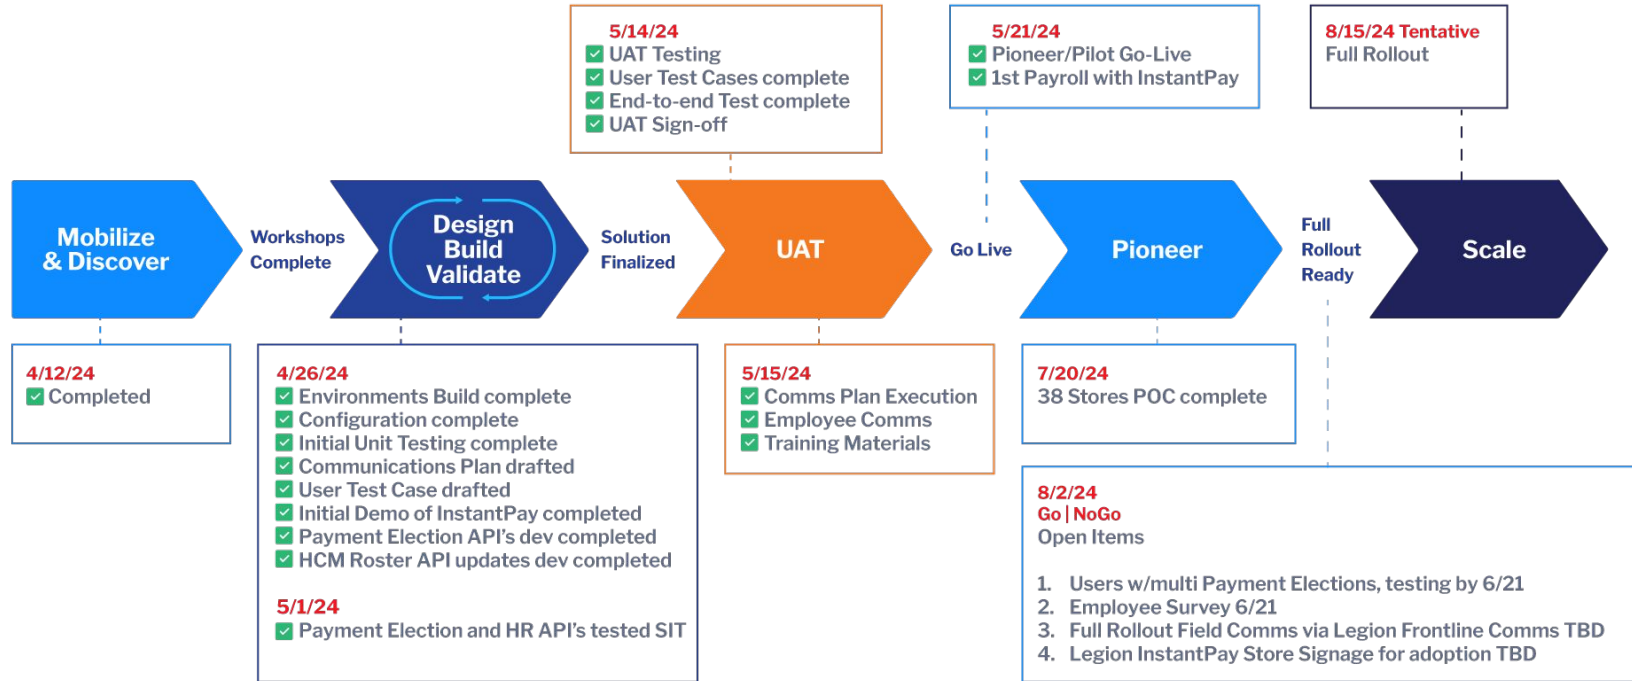 5/14/24
UAT Testing
User Test Cases complete
End-to-end Test complete
UAT Sign-off
5/21/24
Pioneer/Pilot Go-Live
1st Payroll with InstantPay
8/15/24 Tentative
Full Rollout
Mobilize
& Discover
Workshops
Complete
Design
Build
Validate
Solution
Finalized
UAT
Go Live
Pioneer
Full
Rollout
Ready
Scale
4/12/24
Completed
4/26/24
Environments Build complete
Configuration complete
Initial Unit Testing complete
Communications Plan drafted
User Test Case drafted
Initial Demo of InstantPay completed
Payment Election API's dev completed
HCM Roster API updates dev completed
5/1/24
Payment Election and HR API's tested SIT
5/15/24
Comms Plan Execution
Employee Comms
Training Materials
7/20/24
38 Stores POC complete
8/2/24
Go | NoGo
Open Items
1. Users w/multi Payment Elections, testing by 6/21
2. Employee Survey 6/21
3. Full Rollout Field Comms via Legion Frontline Comms TBD
4. Legion InstantPay Store Signage for adoption TBD